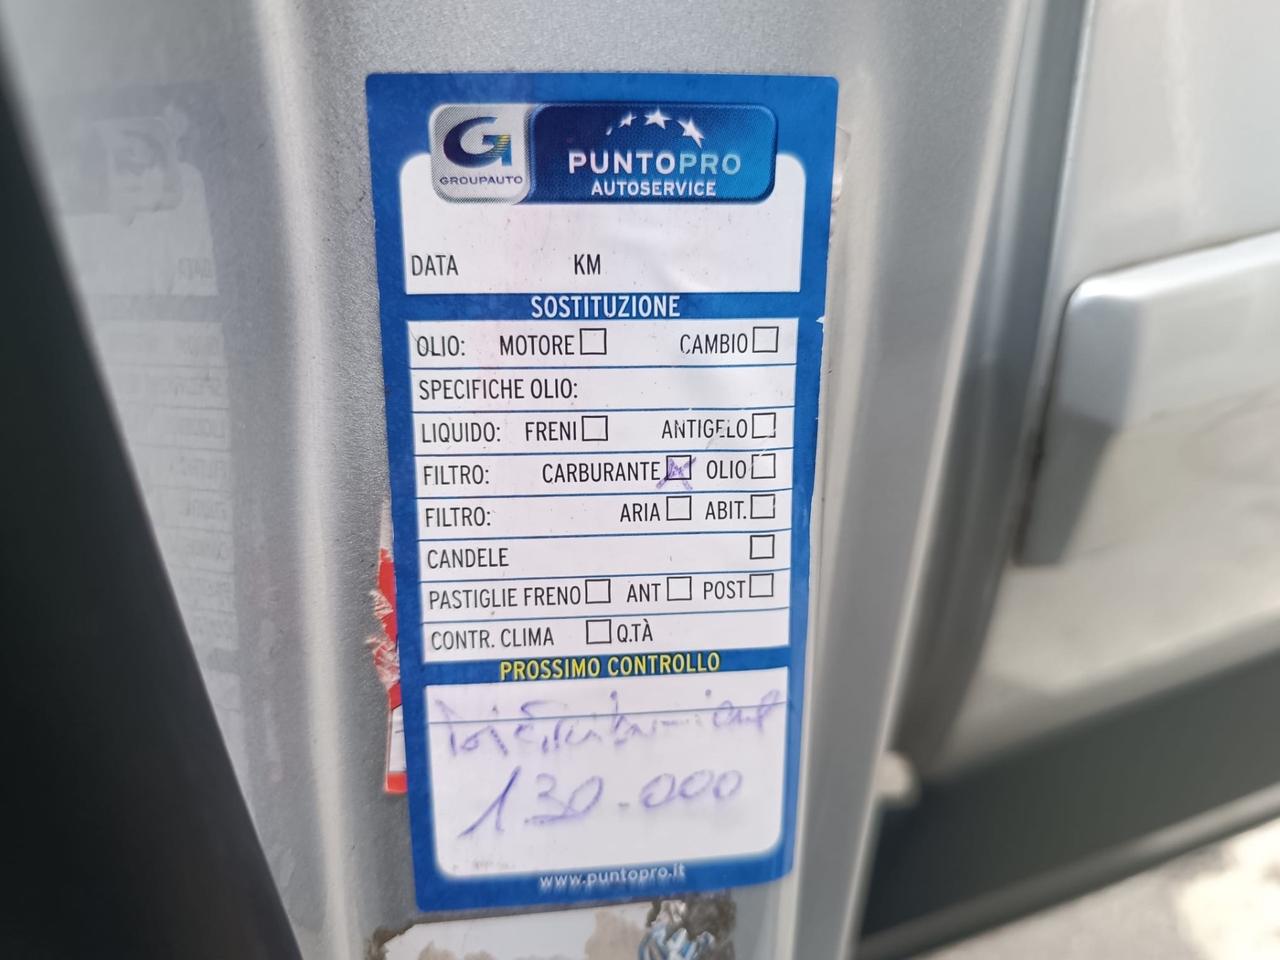 G
GROUPAUTO
PUNTOPRO
AUTOSERVICE
DATA KM
SOSTITUZIONE
OLIO: MOTORE CAMBIO
SPECIFICHE OLIO:
LIQUIDO: FRENI ANTIGELO
FILTRO: CARBURANTE OLIO
FILTRO: ARIA ABIT.
CANDELE
PASTIGLIE FRENO ANT POST
CONTR. CLIMA Q.TÀ
PROSSIMO CONTROLLO
130.000
www.puntopro.it